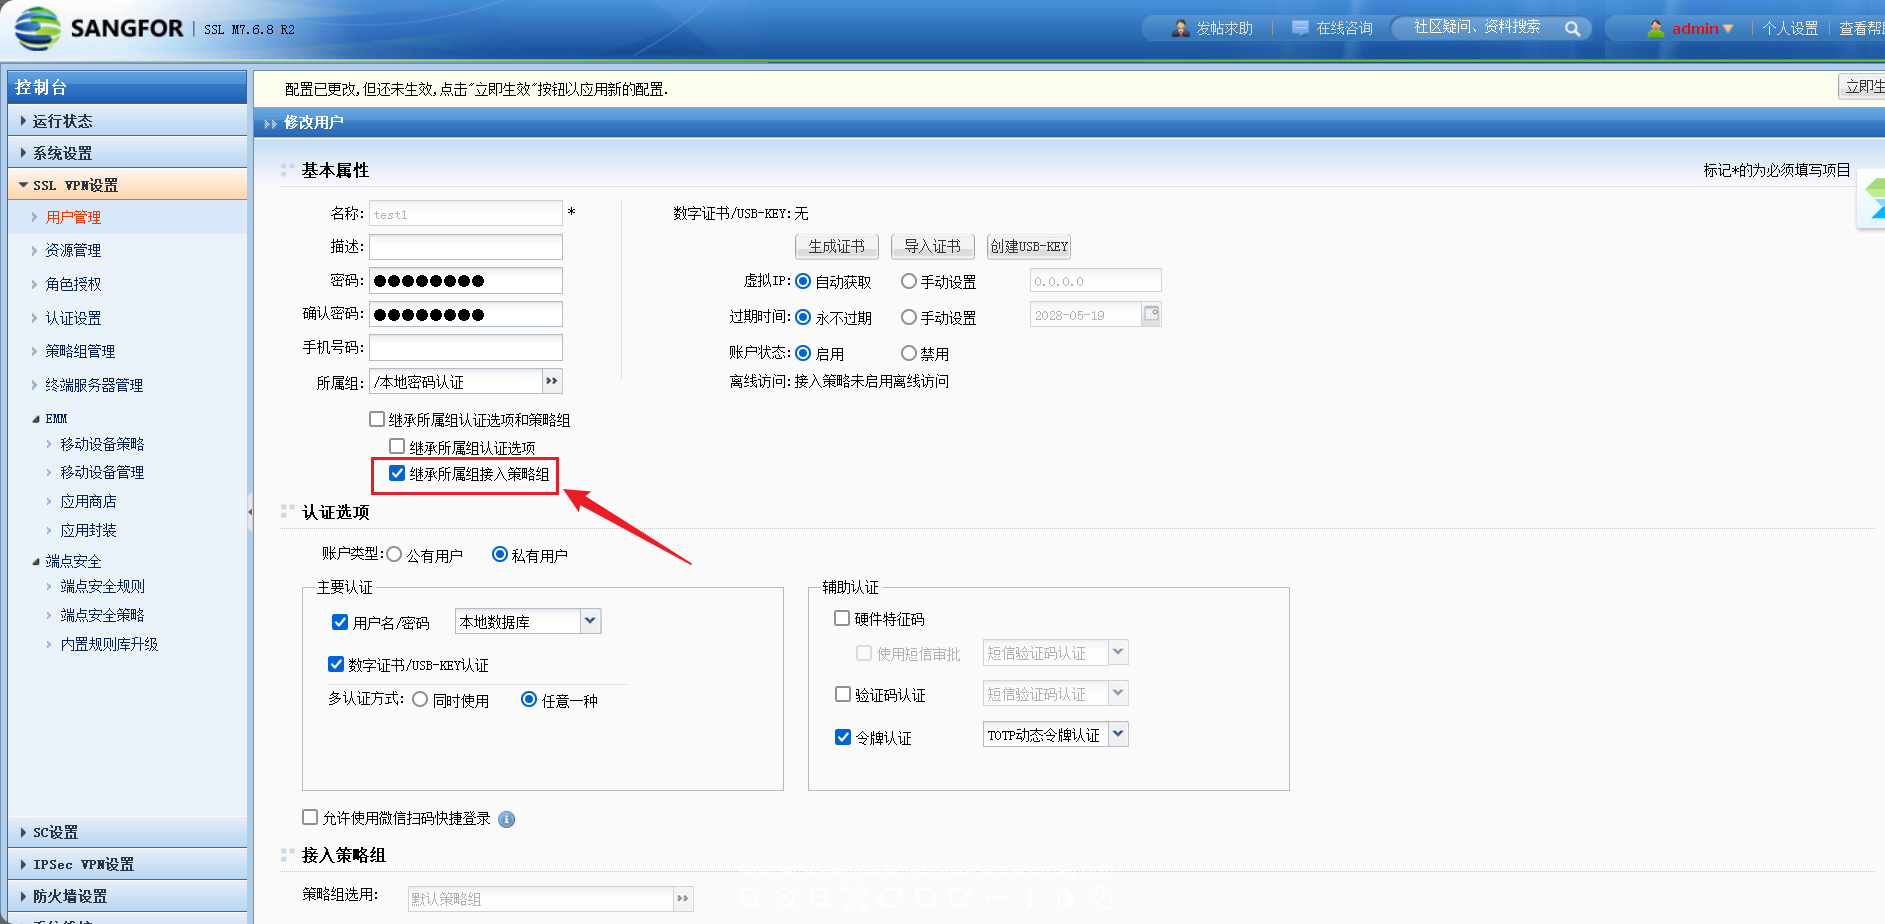 SANGFOR | SSL M7.6.8 R2
发帖求助
在线咨询
社区疑问、资料搜索
admin
个人设置
查看帮
控制台
运行状态
系统设置
SSL VPN设置
用户管理
资源管理
角色授权
认证设置
策略组管理
终端服务器管理
EMM
移动设备策略
移动设备管理
应用商店
应用封装
端点安全
端点安全规则
端点安全策略
内置规则库升级
SC设置
IPSec VPN设置
防火墙设置
配置已更改,但还未生效,点击"立即生效"按钮以应用新的配置.
立即生
修改用户
基本属性
标记*的为必须填写项目
名称: test1 *
描述:
密码: ●●●●●●●●
确认密码: ●●●●●●●●
手机号码:
所属组: /本地密码认证
继承所属组认证选项和策略组
继承所属组认证选项
继承所属组接入策略组
数字证书/USB-KEY: 无
生成证书 导入证书 创建USB-KEY
虚拟IP: 自动获取 手动设置 0.0.0.0
过期时间: 永不过期 手动设置 2028-05-19
账户状态: 启用 禁用
离线访问: 接入策略未启用离线访问
认证选项
账户类型: 公有用户 私有用户
主要认证
用户名/密码 本地数据库
数字证书/USB-KEY认证
多认证方式: 同时使用 任意一种
辅助认证
硬件特征码
使用短信审批 短信验证码认证
验证码认证 短信验证码认证
令牌认证 TOTP动态令牌认证
允许使用微信扫码快捷登录
接入策略组
策略组选用: 默认策略组